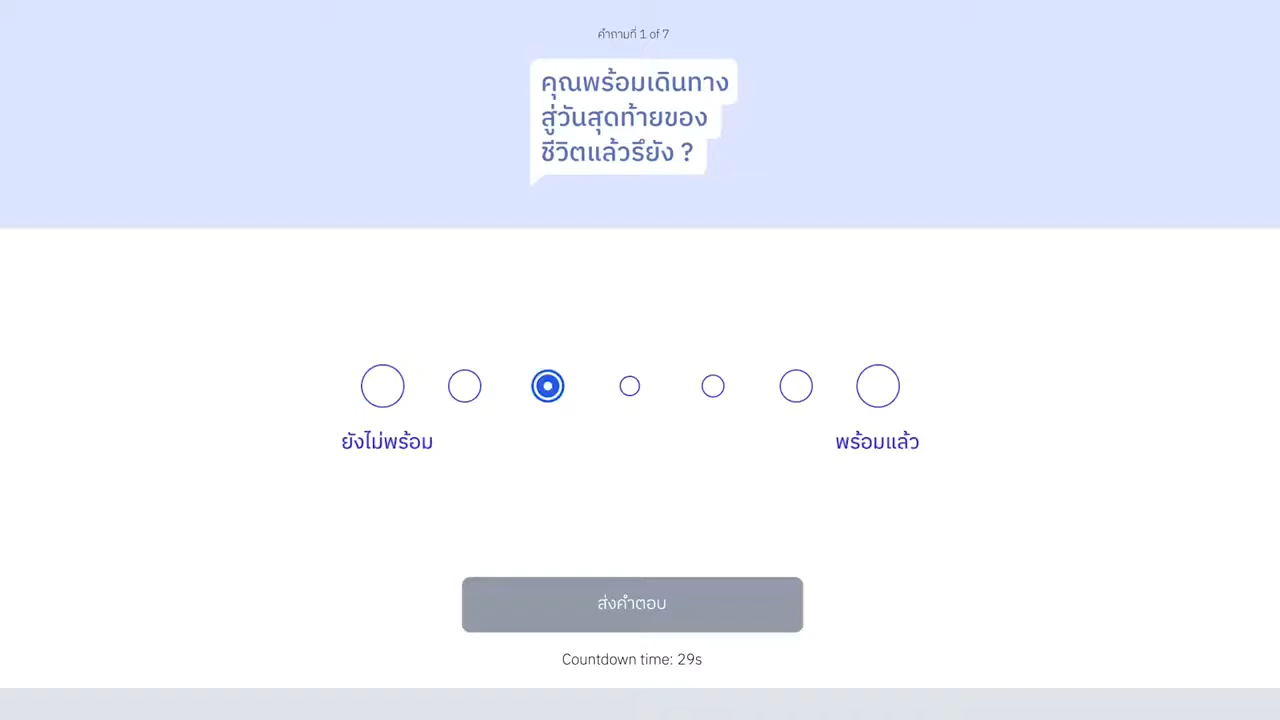 คำถามที่ 1 of 7
คุณพร้อมเดินทาง
สู่วันสุดท้ายของ
ชีวิตแล้วรึยัง ?
ยังไม่พร้อม
พร้อมแล้ว
ส่งคำตอบ
Countdown time: 29s